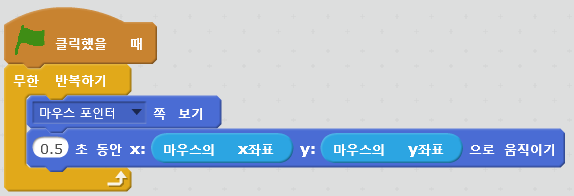 클릭했을 때
무한 반복하기
마우스 포인터 쪽 보기
0.5 초 동안 x: 마우스의 x좌표 y: 마우스의 y좌표 으로 움직이기